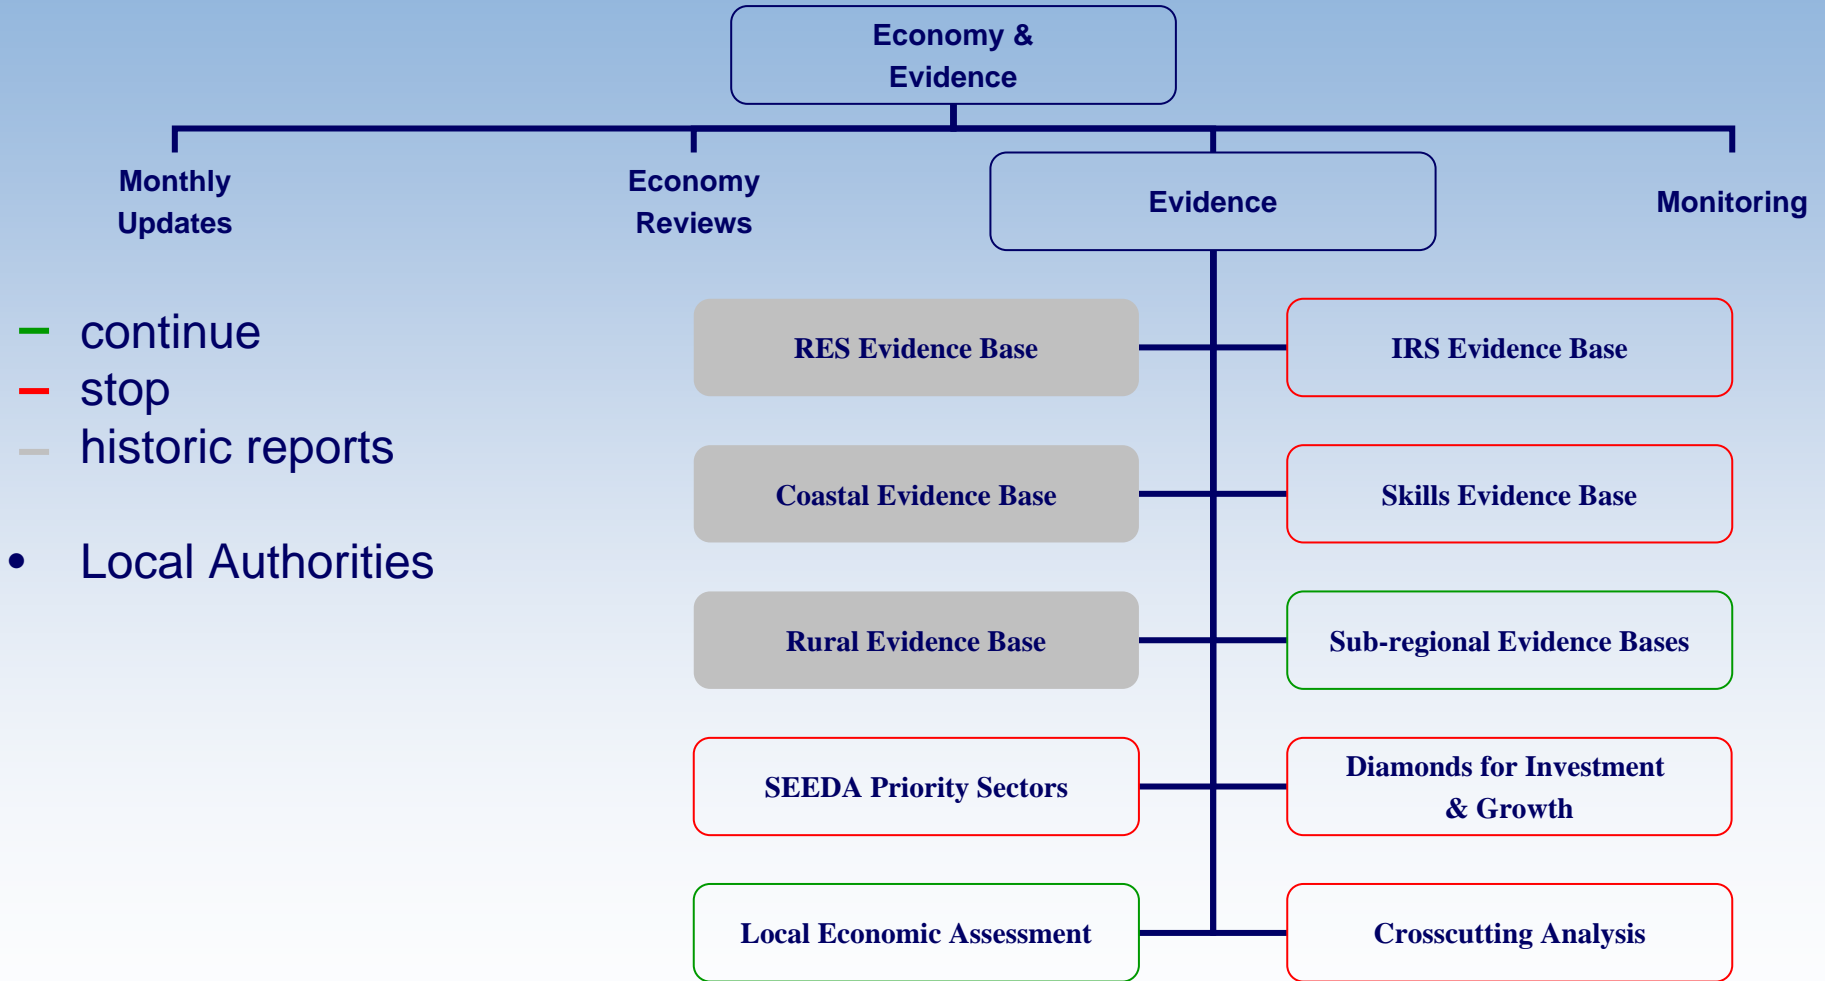 Economy &
Evidence
Monthly
Updates
Economy
Reviews
Evidence
Monitoring
– continue
– stop
– historic reports
• Local Authorities
RES Evidence Base
IRS Evidence Base
Coastal Evidence Base
Skills Evidence Base
Rural Evidence Base
Sub-regional Evidence Bases
SEEDA Priority Sectors
Diamonds for Investment
& Growth
Local Economic Assessment
Crosscutting Analysis